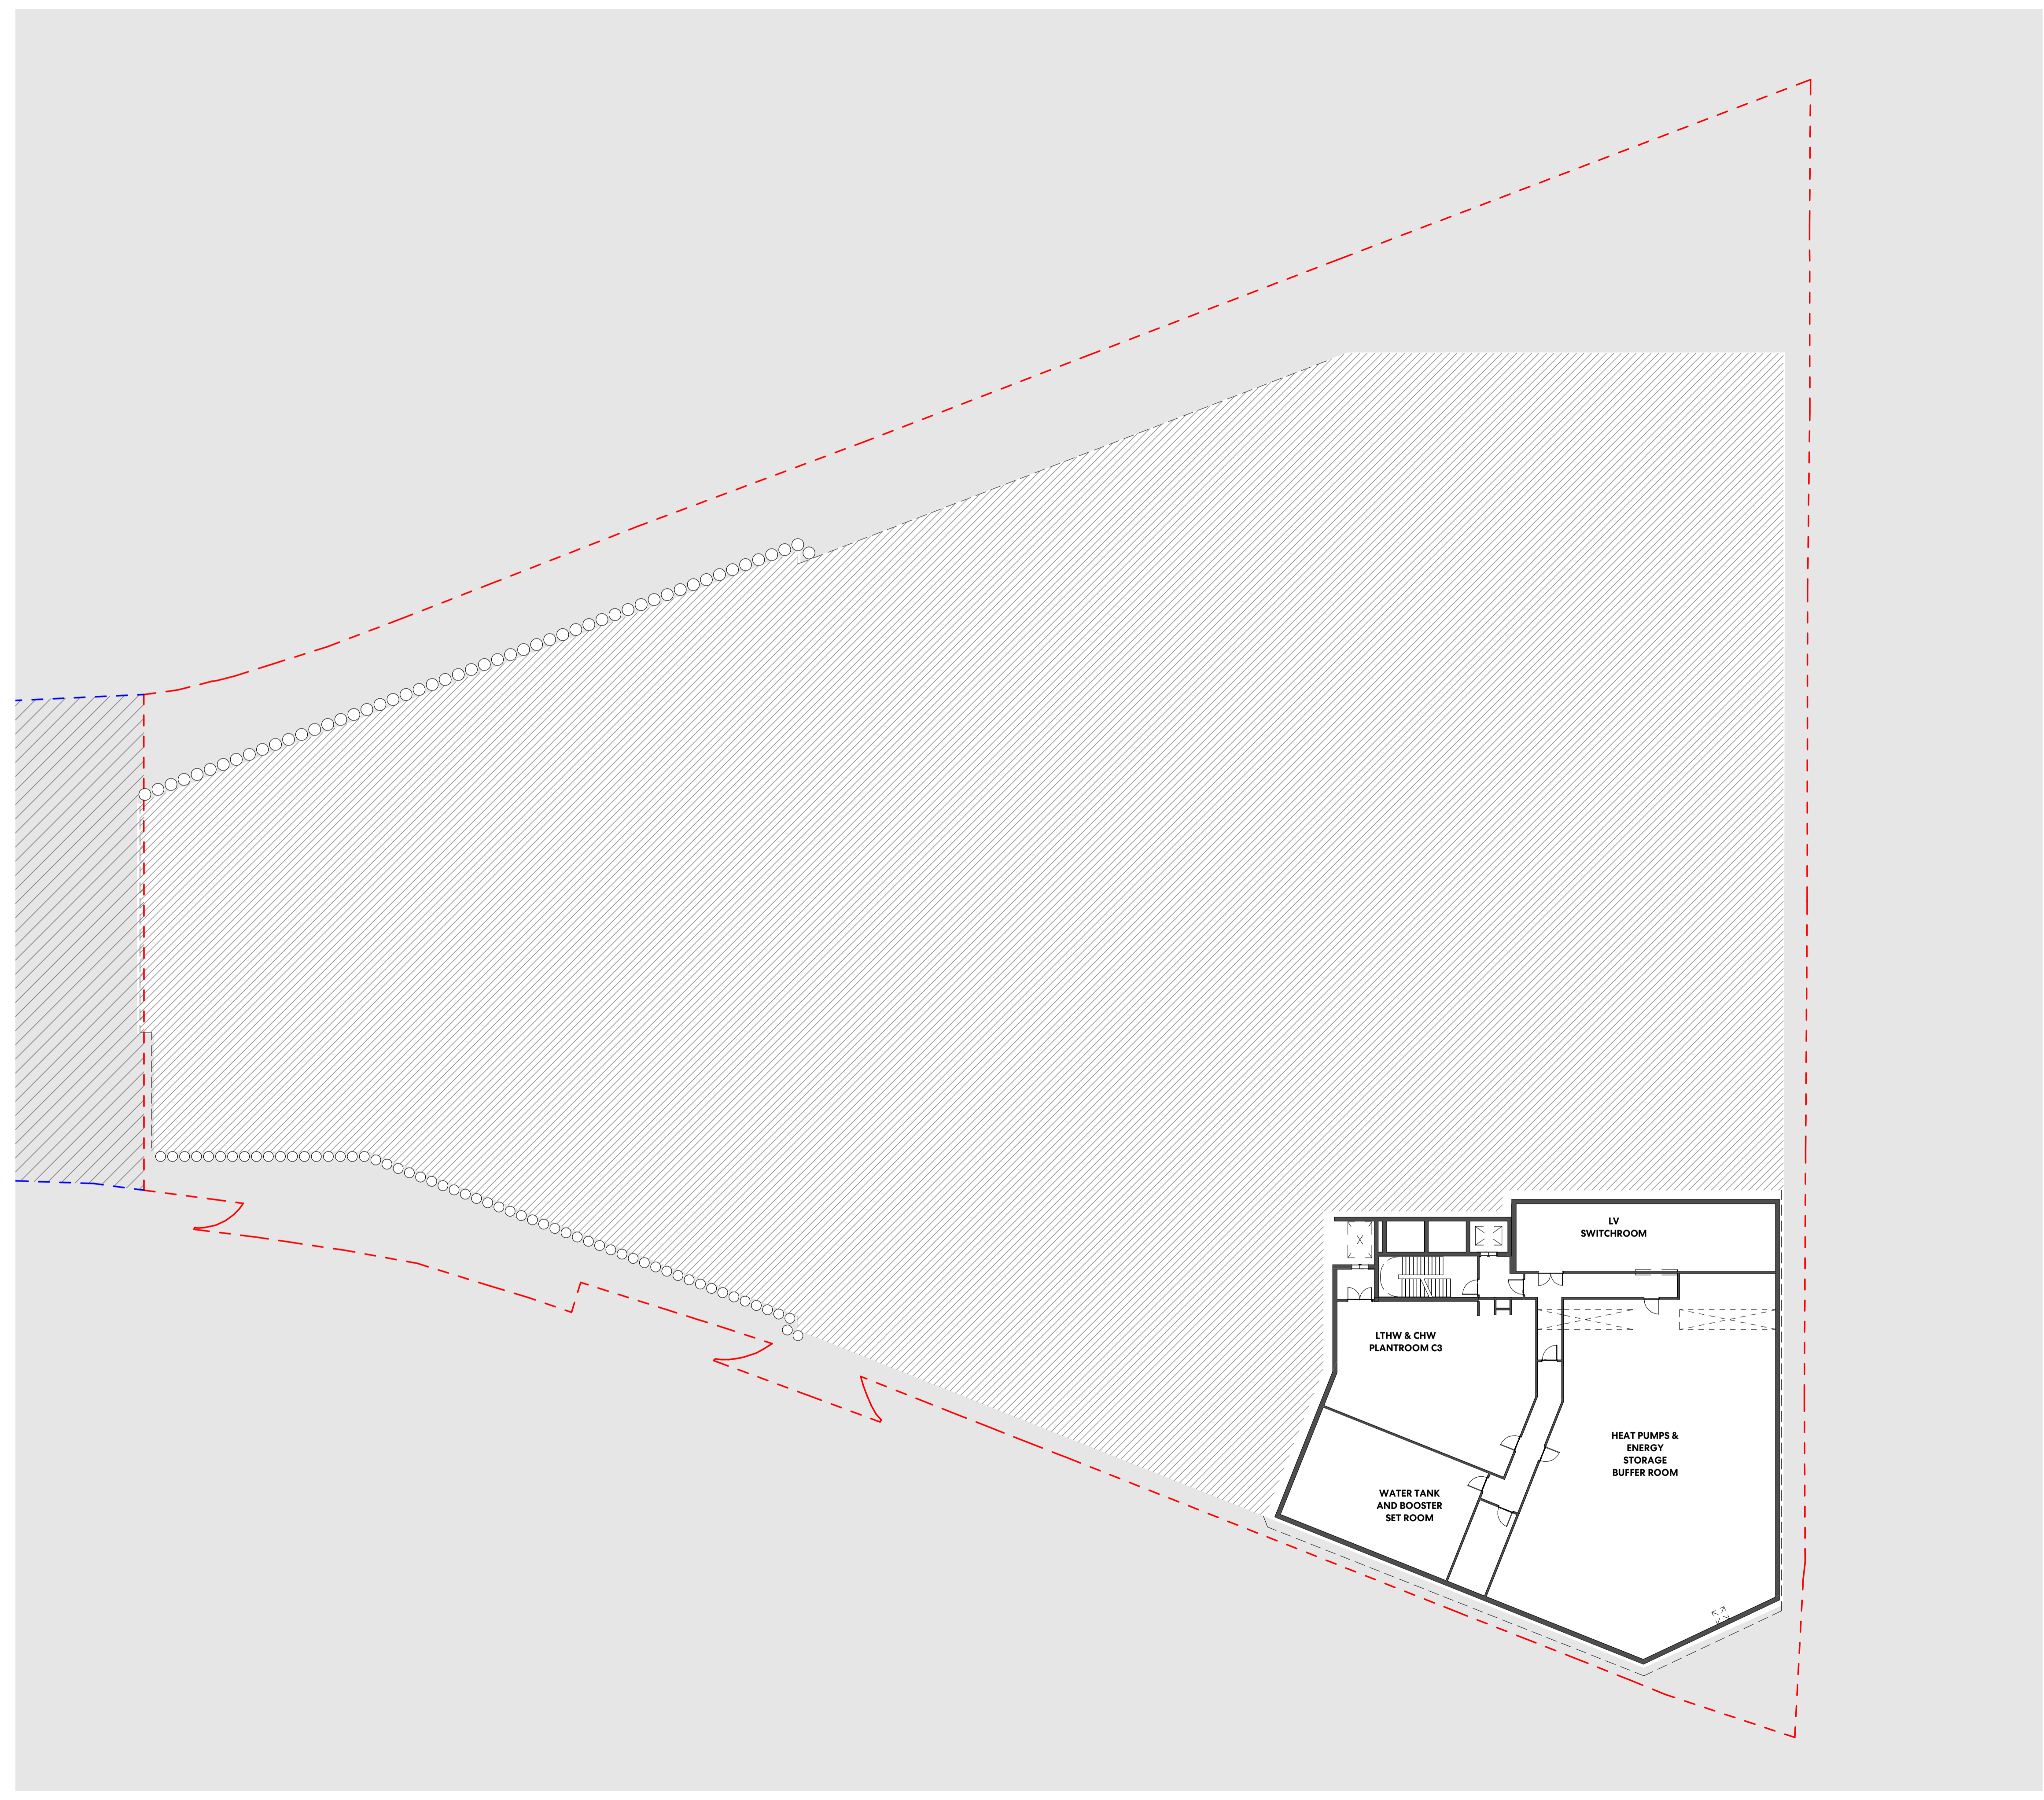 LV
SWITCHROOM
LTHW & CHW
PLANTROOM C3
HEAT PUMPS &
ENERGY
STORAGE
BUFFER ROOM
WATER TANK
AND BOOSTER
SET ROOM